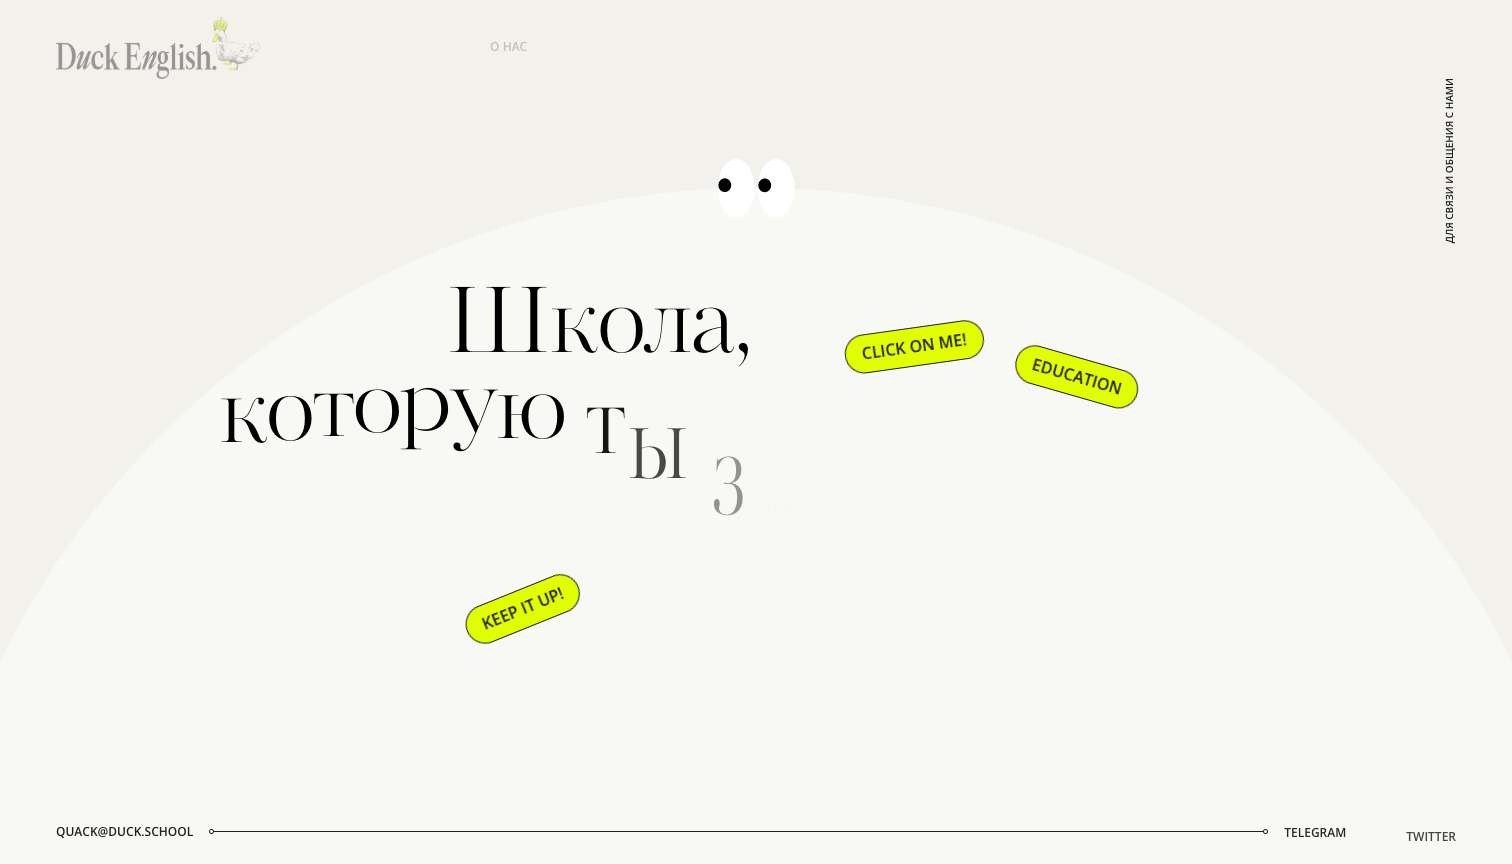 Duck English.
О НАС
ДЛЯ СВЯЗИ И ОБЩЕНИЯ С НАМИ
Школа,
которую ты з
CLICK ON ME!
EDUCATION
KEEP IT UP!
QUACK@DUCK.SCHOOL
TELEGRAM
TWITTER